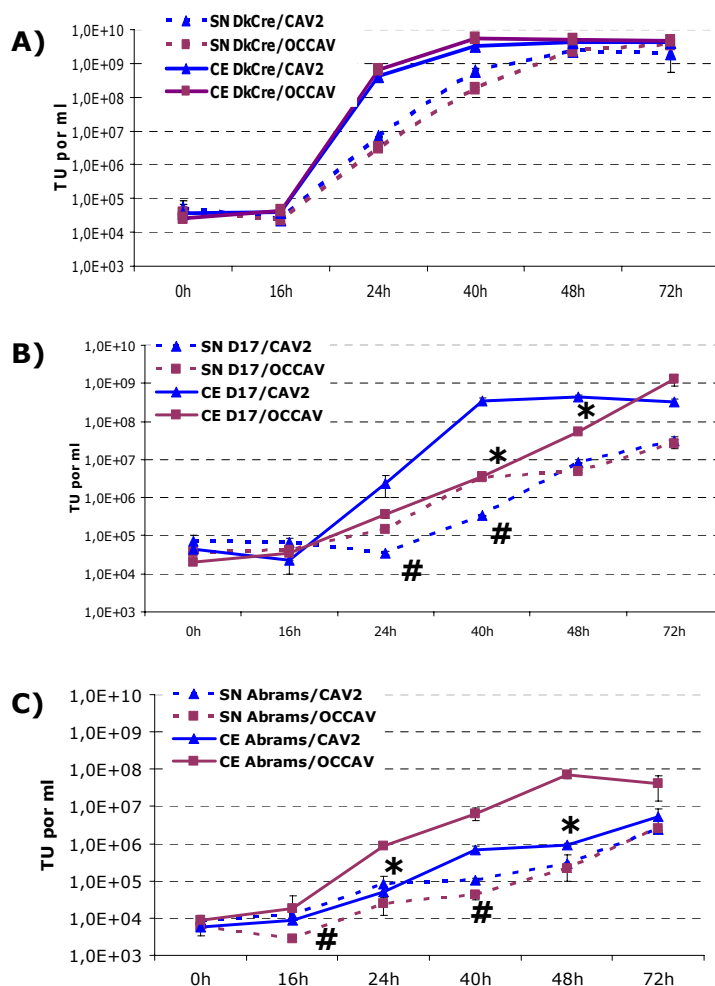 A)
SN DkCre/CAV2
SN DkCre/OCCAV
CE DkCre/CAV2
CE DkCre/OCCAV
TU por ml
1,0E+10
1,0E+09
1,0E+08
1,0E+07
1,0E+06
1,0E+05
1,0E+04
1,0E+03
0h 16h 24h 40h 48h 72h
B)
SN D17/CAV2
SN D17/OCCAV
CE D17/CAV2
CE D17/OCCAV
TU por ml
1,0E+10
1,0E+09
1,0E+08
1,0E+07
1,0E+06
1,0E+05
1,0E+04
1,0E+03
*
*
#
#
0h 16h 24h 40h 48h 72h
C)
SN Abrams/CAV2
SN Abrams/OCCAV
CE Abrams/CAV2
CE Abrams/OCCAV
TU por ml
1,0E+10
1,0E+09
1,0E+08
1,0E+07
1,0E+06
1,0E+05
1,0E+04
1,0E+03
*
*
#
#
0h 16h 24h 40h 48h 72h